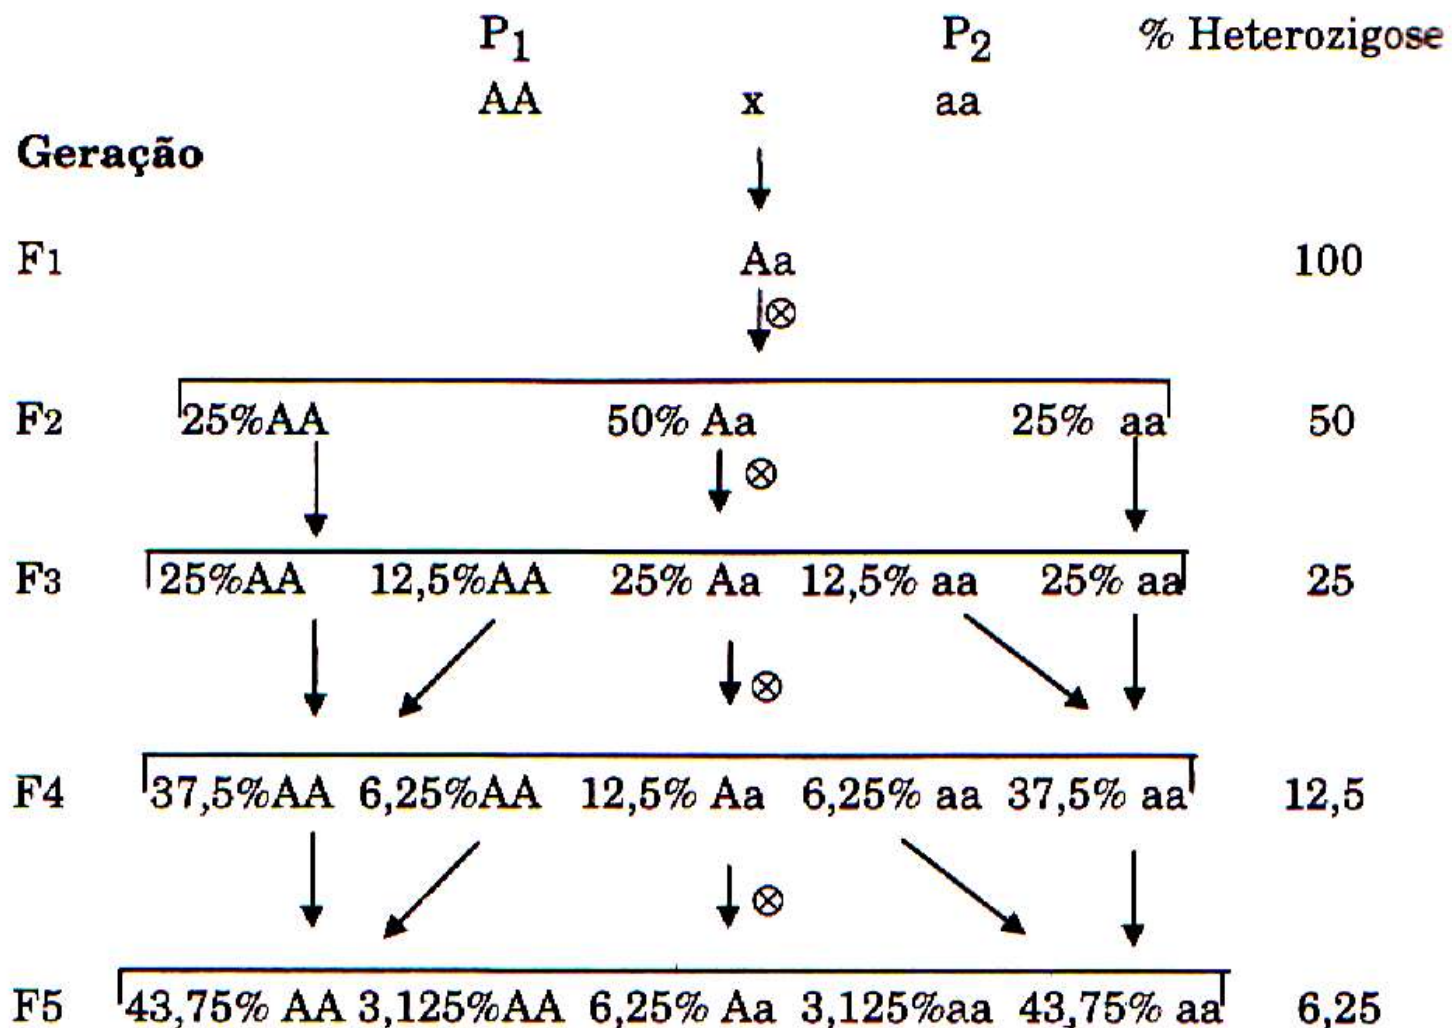 P1 P2 % Heterozigose
AA x aa
Geração
F1 Aa 100
F2 25%AA 50% Aa 25% aa 50
F3 25%AA 12,5%AA 25% Aa 12,5% aa 25% aa 25
F4 37,5%AA 6,25%AA 12,5% Aa 6,25% aa 37,5% aa 12,5
F5 43,75% AA 3,125%AA 6,25% Aa 3,125%aa 43,75% aa 6,25